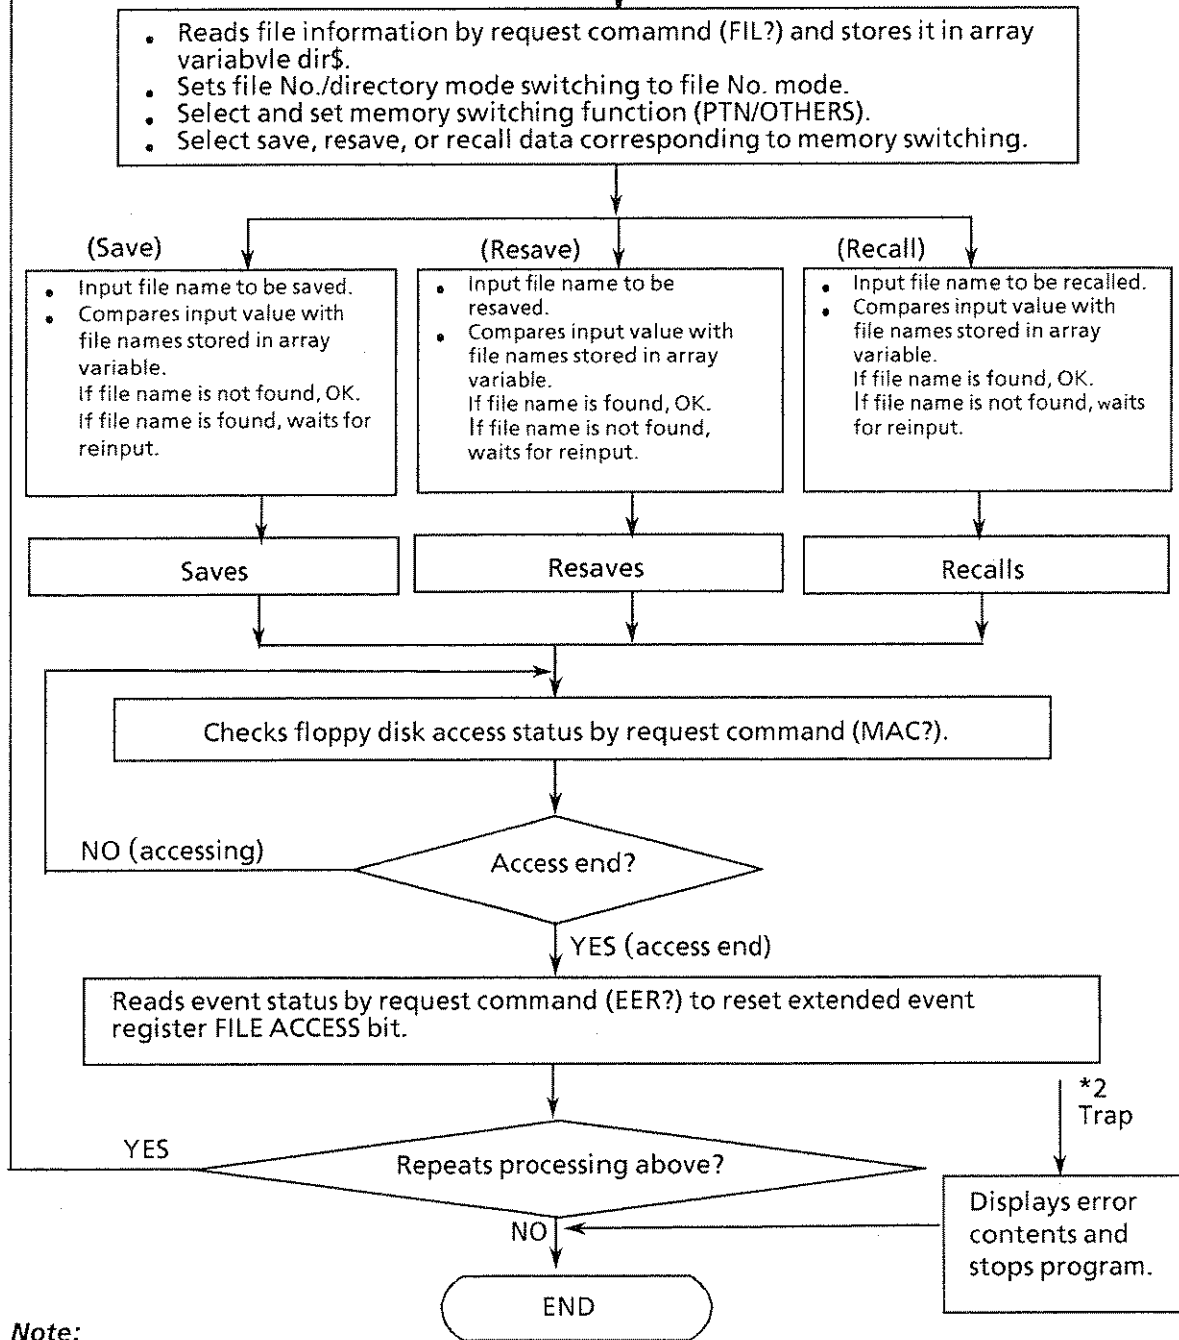 • Reads file information by request comamnd (FIL?) and stores it in array
variabvle dir$.
• Sets file No./directory mode switching to file No. mode.
• Select and set memory switching function (PTN/OTHERS).
• Select save, resave, or recall data corresponding to memory switching.
(Save)
• Input file name to be saved.
• Compares input value with
file names stored in array
variable.
If file name is not found, OK.
If file name is found, waits for
reinput.
(Resave)
• Input file name to be
resaved.
• Compares input value with
file names stored in array
variable.
If file name is found, OK.
If file name is not found,
waits for reinput.
(Recall)
• Input file name to be recalled.
• Compares input value with
file names stored in array
variable.
If file name is found, OK.
If file name is not found, waits
for reinput.
Saves
Resaves
Recalls
Checks floppy disk access status by request command (MAC?).
NO (accessing)
Access end?
YES (access end)
Reads event status by request command (EER?) to reset extended event
register FILE ACCESS bit.
*2
Trap
YES
Repeats processing above?
Displays error
contents and
stops program.
NO
END
Note: